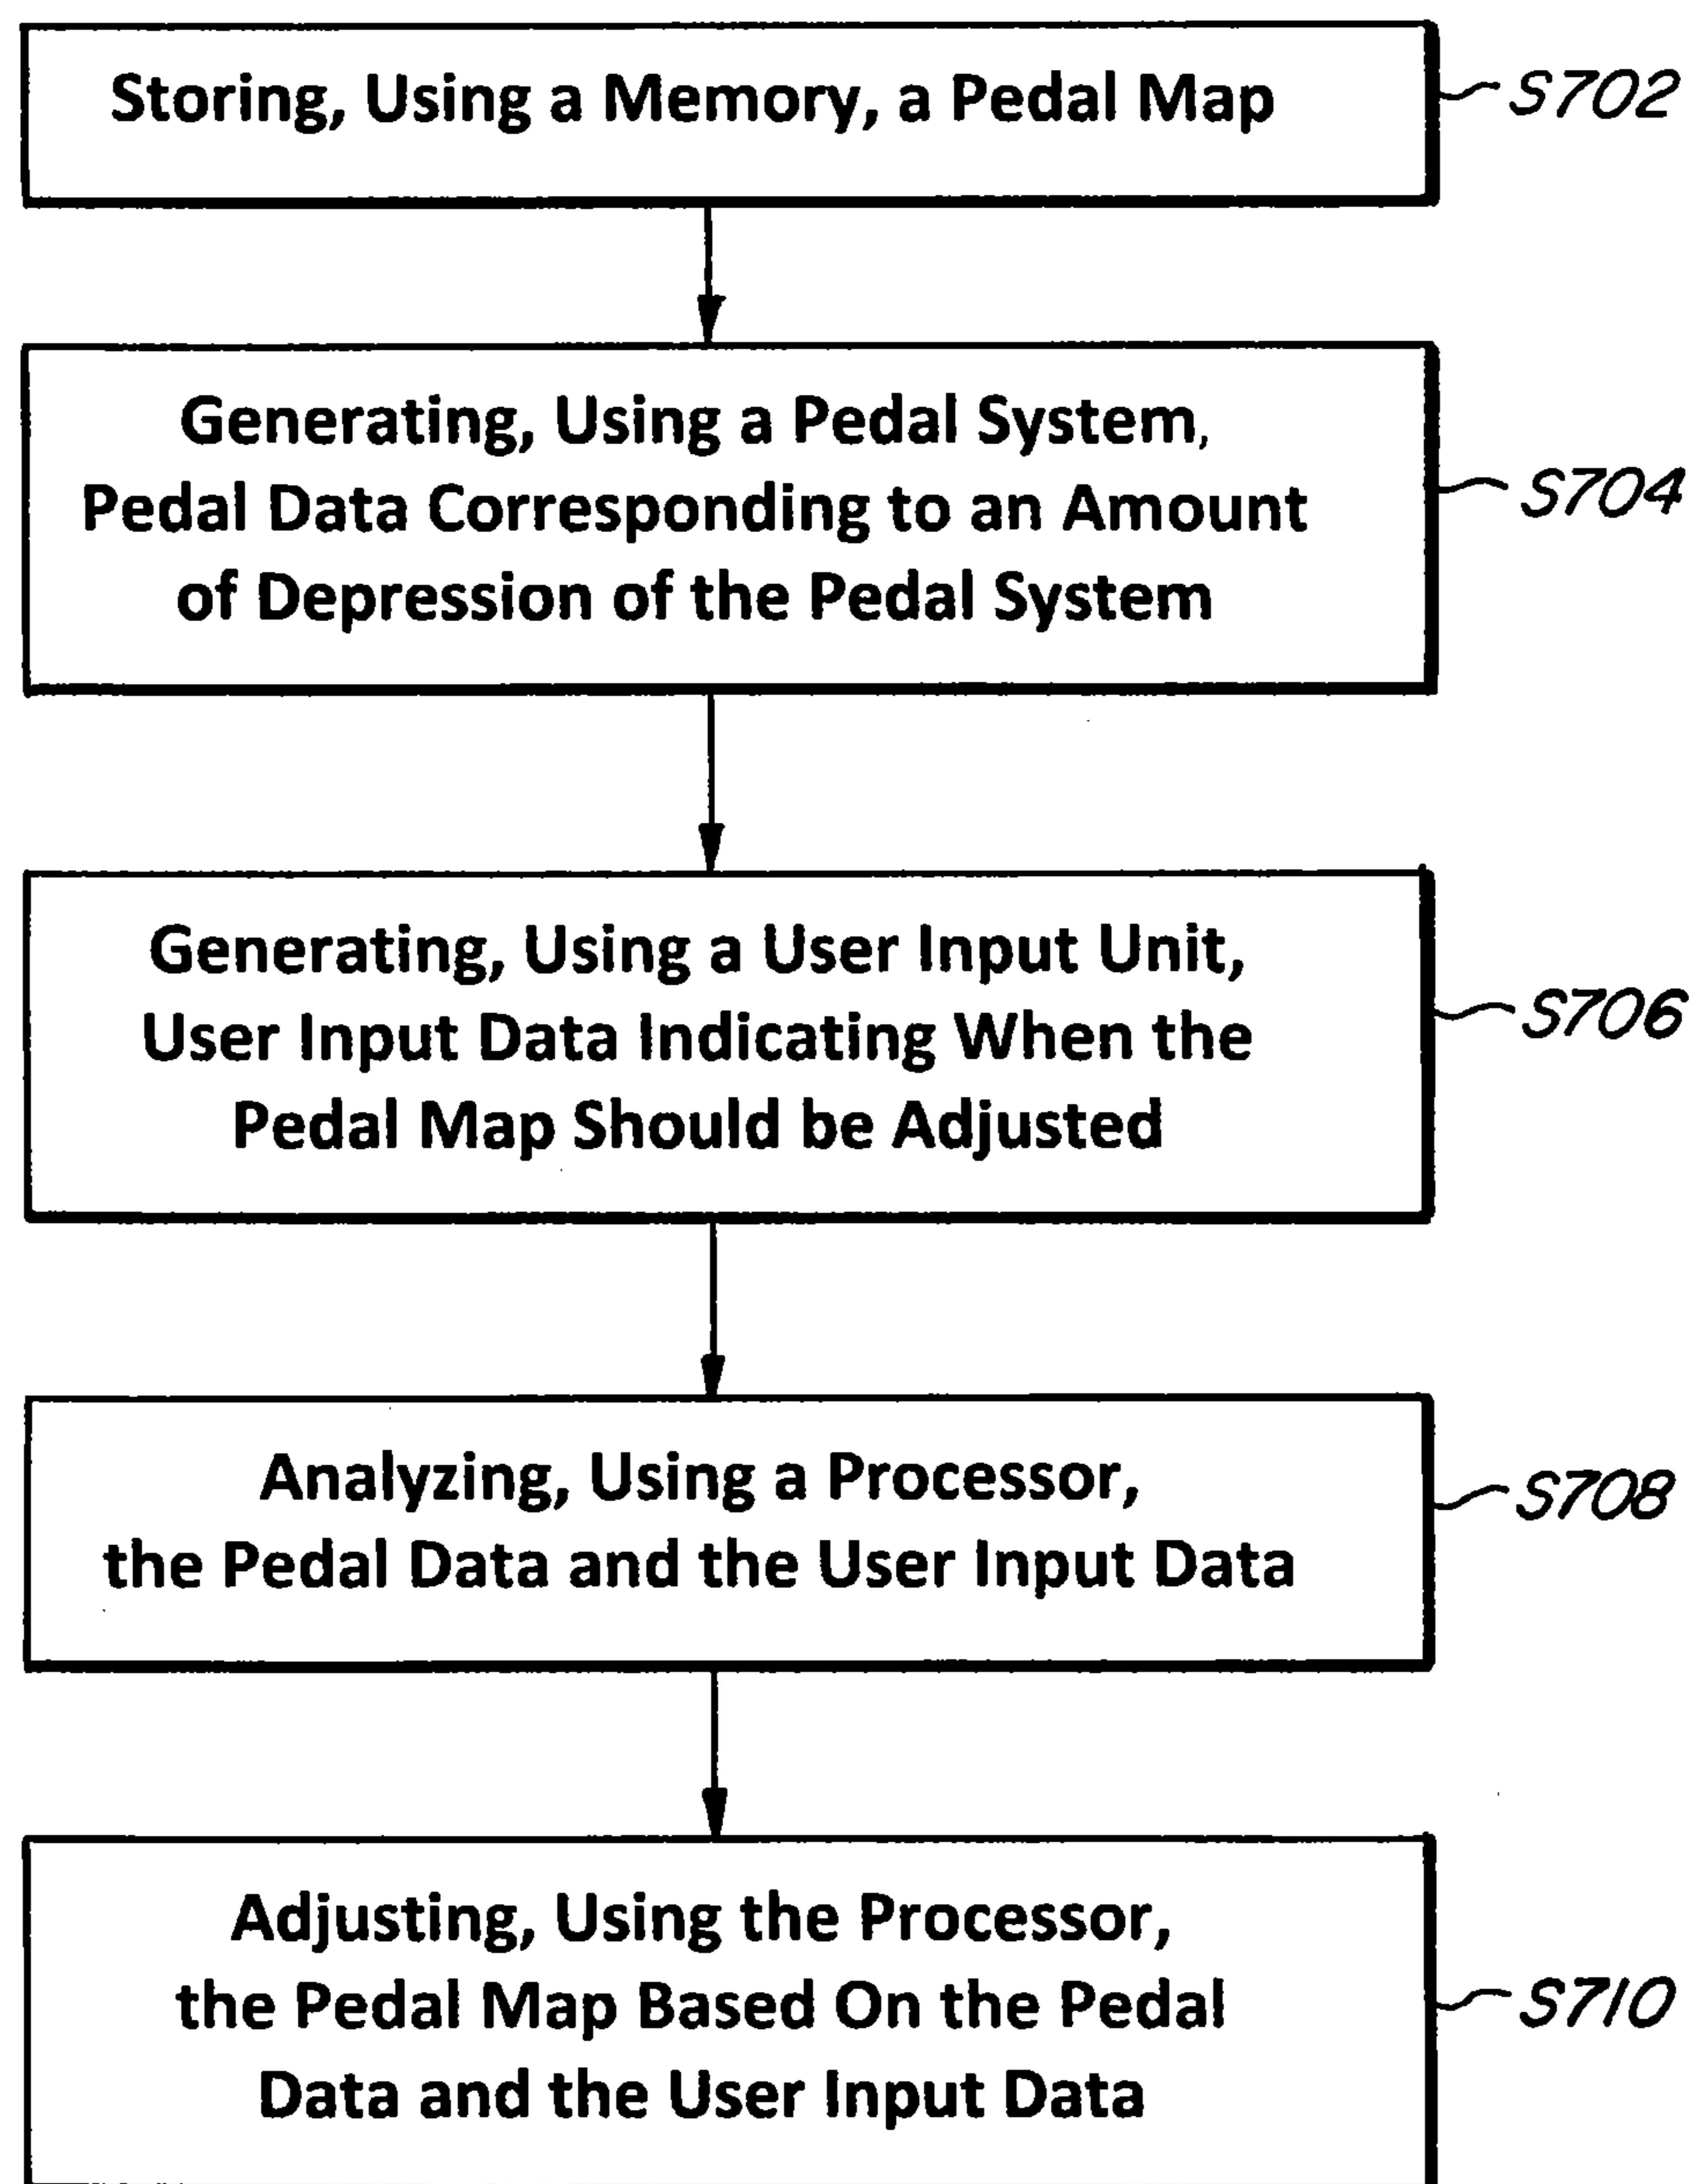 Storing, Using a Memory, a Pedal Map
S702
Generating, Using a Pedal System,
Pedal Data Corresponding to an Amount
of Depression of the Pedal System
S704
Generating, Using a User Input Unit,
User Input Data Indicating When the
Pedal Map Should be Adjusted
S706
Analyzing, Using a Processor,
the Pedal Data and the User Input Data
S708
Adjusting, Using the Processor,
the Pedal Map Based On the Pedal
Data and the User Input Data
S710